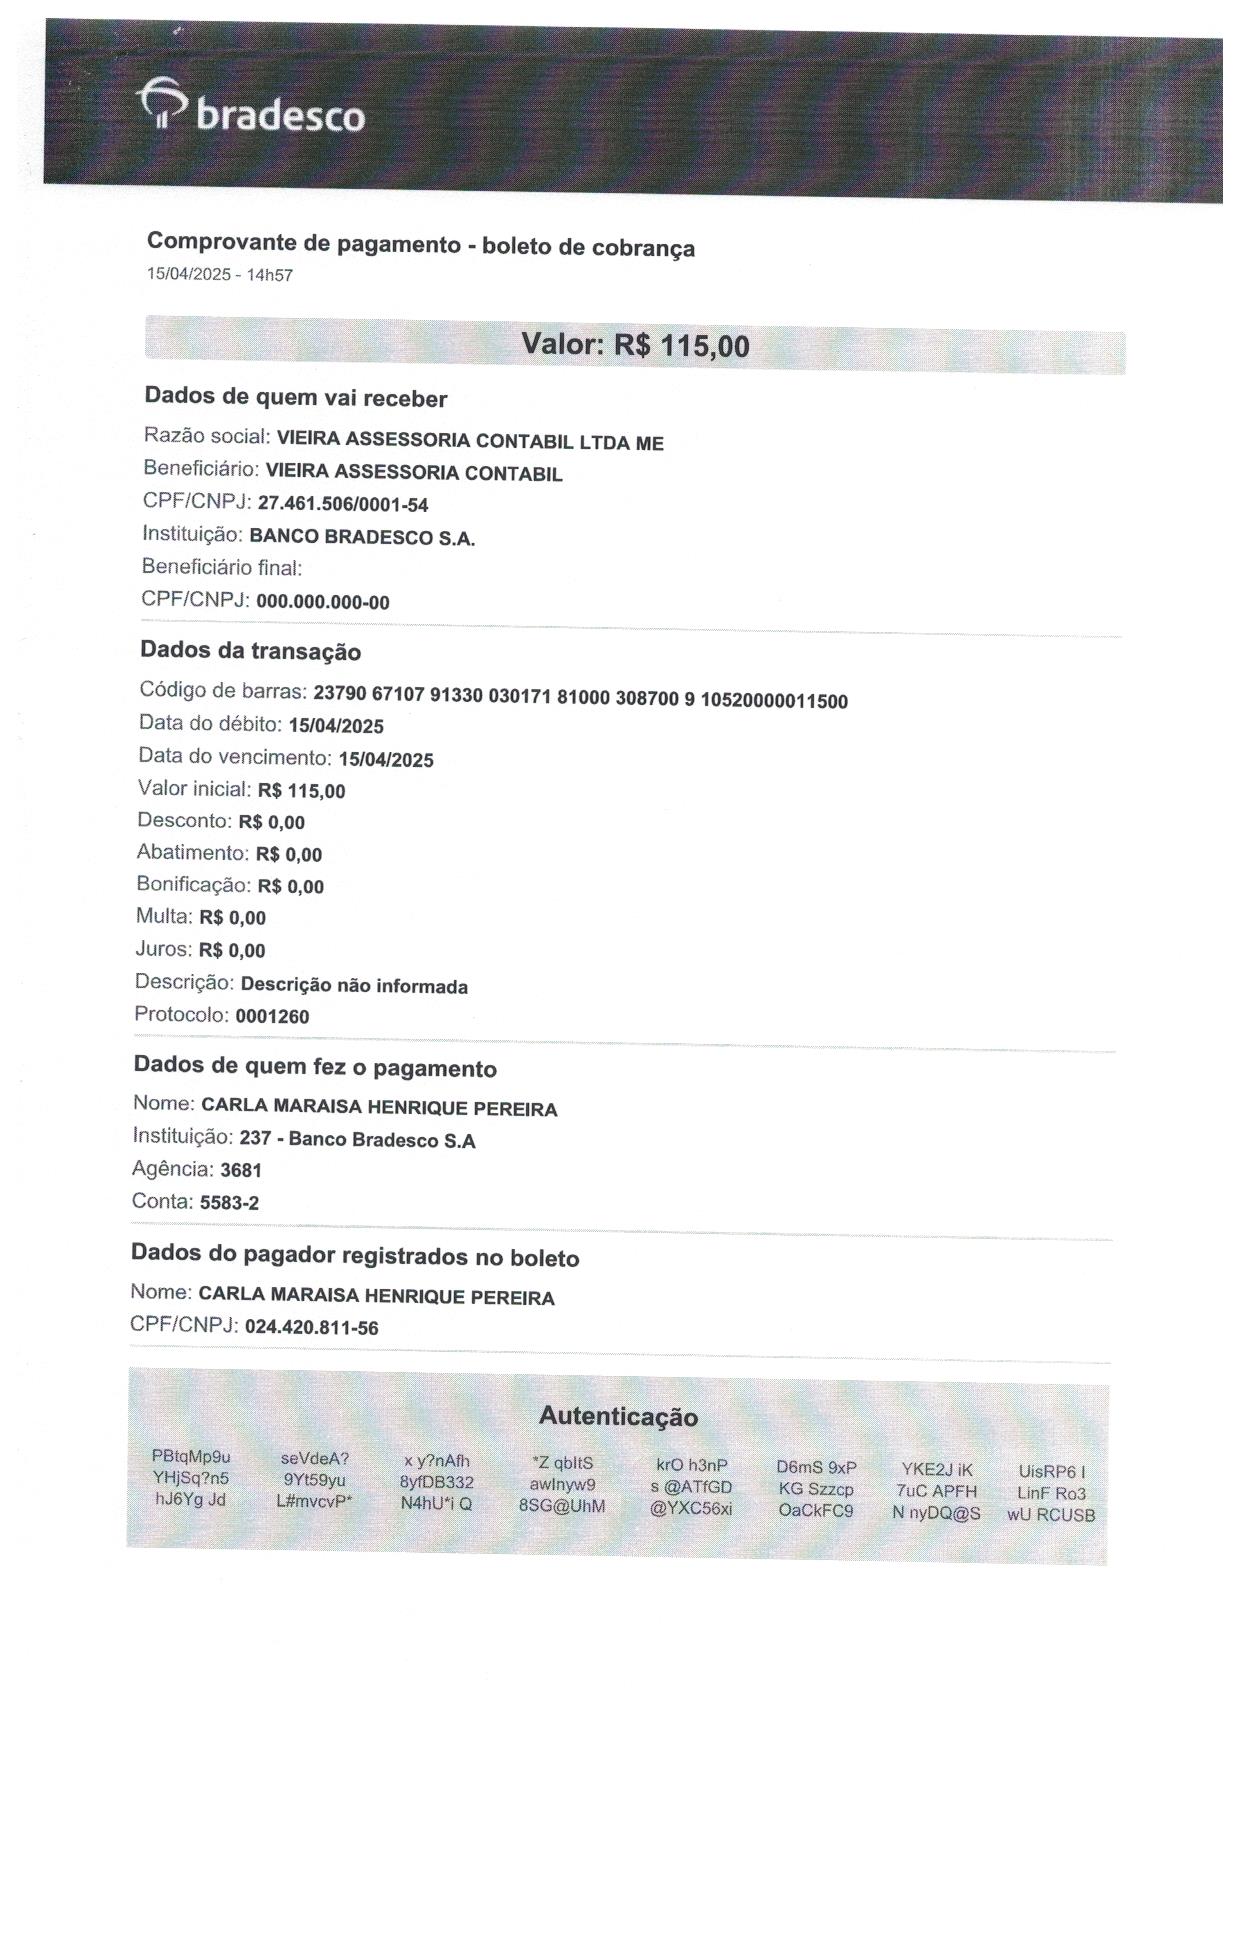 bradesco
Comprovante de pagamento - boleto de cobrança
15/04/2025 - 14h57
Valor: R$ 115,00
Dados de quem vai receber
Razão social: VIEIRA ASSESSORIA CONTABIL LTDA ME
Beneficiário: VIEIRA ASSESSORIA CONTABIL
CPF/CNPJ: 27.461.506/0001-54
Instituição: BANCO BRADESCO S.A.
Beneficiário final:
CPF/CNPJ: 000.000.000-00
Dados da transação
Código de barras: 23790 67107 91330 030171 81000 308700 9 10520000011500
Data do débito: 15/04/2025
Data do vencimento: 15/04/2025
Valor inicial: R$ 115,00
Desconto: R$ 0,00
Abatimento: R$ 0,00
Bonificação: R$ 0,00
Multa: R$ 0,00
Juros: R$ 0,00
Descrição: Descrição não informada
Protocolo: 0001260
Dados de quem fez o pagamento
Nome: CARLA MARAISA HENRIQUE PEREIRA
Instituição: 237 - Banco Bradesco S.A
Agência: 3681
Conta: 5583-2
Dados do pagador registrados no boleto
Nome: CARLA MARAISA HENRIQUE PEREIRA
CPF/CNPJ: 024.420.811-56
Autenticação
PBtqMp9u seVdeA? x y?nAfh *Z qbItS krO h3nP D6mS 9xP YKE2J iK UisRP6 I
YHjSq?n5 9Yt59yu 8yfDB332 awInyw9 s @ATfGD KG Szzcp 7uC APFH LinF Ro3
hJ6Yg Jd L#mvcvP* N4hU*i Q 8SG@UhM @YXC56xi OaCkFC9 N nyDQ@S wU RCUSB